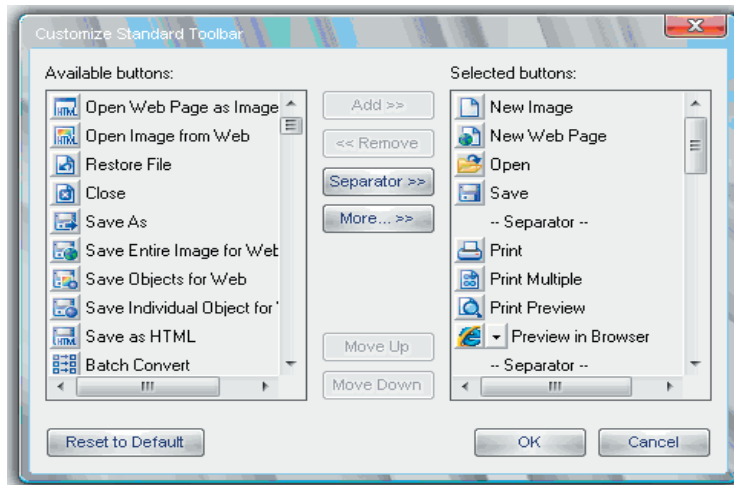 Customize Standard Toolbar
Available buttons:
Open Web Page as Image
Open Image from Web
Restore File
Close
Save As
Save Entire Image for Web
Save Objects for Web
Save Individual Object for
Save as HTML
Batch Convert
Add >>
<< Remove
Separator >>
More... >>
Move Up
Move Down
Selected buttons:
New Image
New Web Page
Open
Save
-- Separator --
Print
Print Multiple
Print Preview
Preview in Browser
-- Separator --
Reset to Default
OK
Cancel